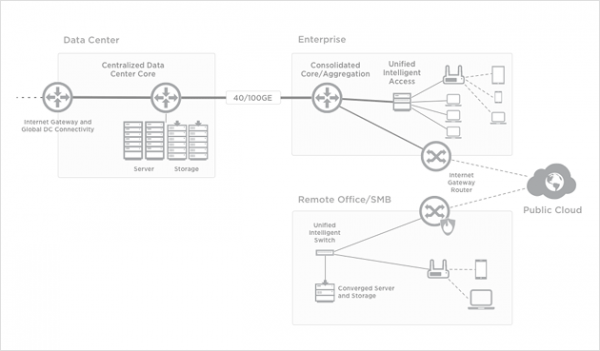 Data Center
Centralized Data
Center Core
Internet Gateway and
Global DC Connectivity
Server
Storage
40/100GE
Enterprise
Consolidated
Core/Aggregation
Unified
Intelligent
Access
Internet
Gateway
Router
Public Cloud
Remote Office/SMB
Unified
Intelligent
Switch
Converged Server
and Storage